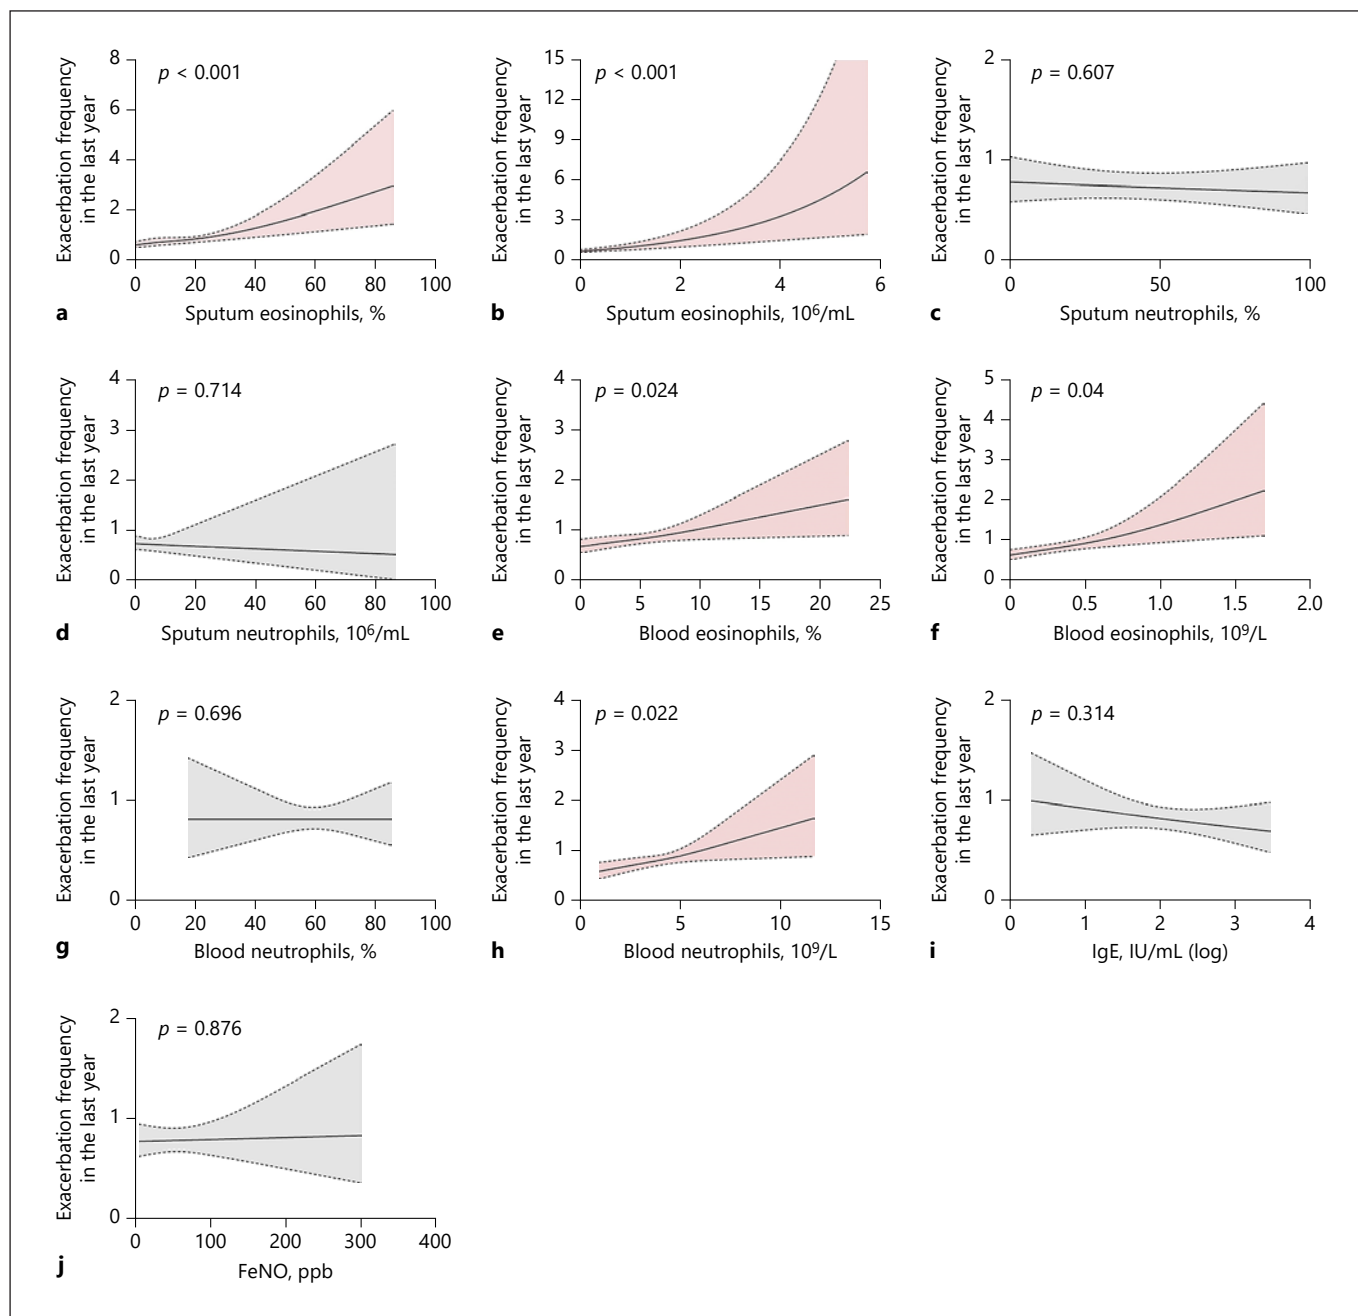 Exacerbation frequency
in the last year
8
6
4
2
0
p < 0.001
0 20 40 60 80 100
a
Sputum eosinophils, %
Exacerbation frequency
in the last year
15
12
9
6
3
0
p < 0.001
0 2 4 6
b
Sputum eosinophils, 10⁶/mL
Exacerbation frequency
in the last year
2
1
0
p = 0.607
0 50 100
c
Sputum neutrophils, %
Exacerbation frequency
in the last year
4
3
2
1
0
p = 0.714
0 20 40 60 80 100
d
Sputum neutrophils, 10⁶/mL
Exacerbation frequency
in the last year
4
3
2
1
0
p = 0.024
0 5 10 15 20 25
e
Blood eosinophils, %
Exacerbation frequency
in the last year
5
4
3
2
1
0
p = 0.04
0 0.5 1.0 1.5 2.0
f
Blood eosinophils, 10⁹/L
Exacerbation frequency
in the last year
2
1
0
p = 0.696
0 20 40 60 80 100
g
Blood neutrophils, %
Exacerbation frequency
in the last year
4
3
2
1
0
p = 0.022
0 5 10 15
h
Blood neutrophils, 10⁹/L
Exacerbation frequency
in the last year
2
1
0
p = 0.314
0 1 2 3 4
i
IgE, IU/mL (log)
Exacerbation frequency
in the last year
2
1
0
p = 0.876
0 100 200 300 400
j
FeNO, ppb